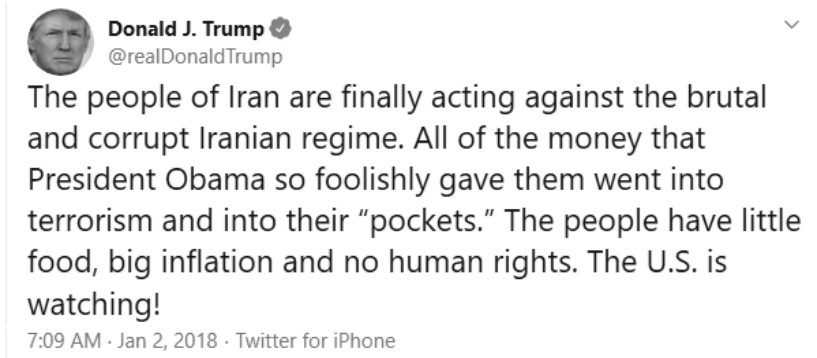 Donald J. Trump
@realDonaldTrump
The people of Iran are finally acting against the brutal
and corrupt Iranian regime. All of the money that
President Obama so foolishly gave them went into
terrorism and into their “pockets.” The people have little
food, big inflation and no human rights. The U.S. is
watching!
7:09 AM · Jan 2, 2018 · Twitter for iPhone